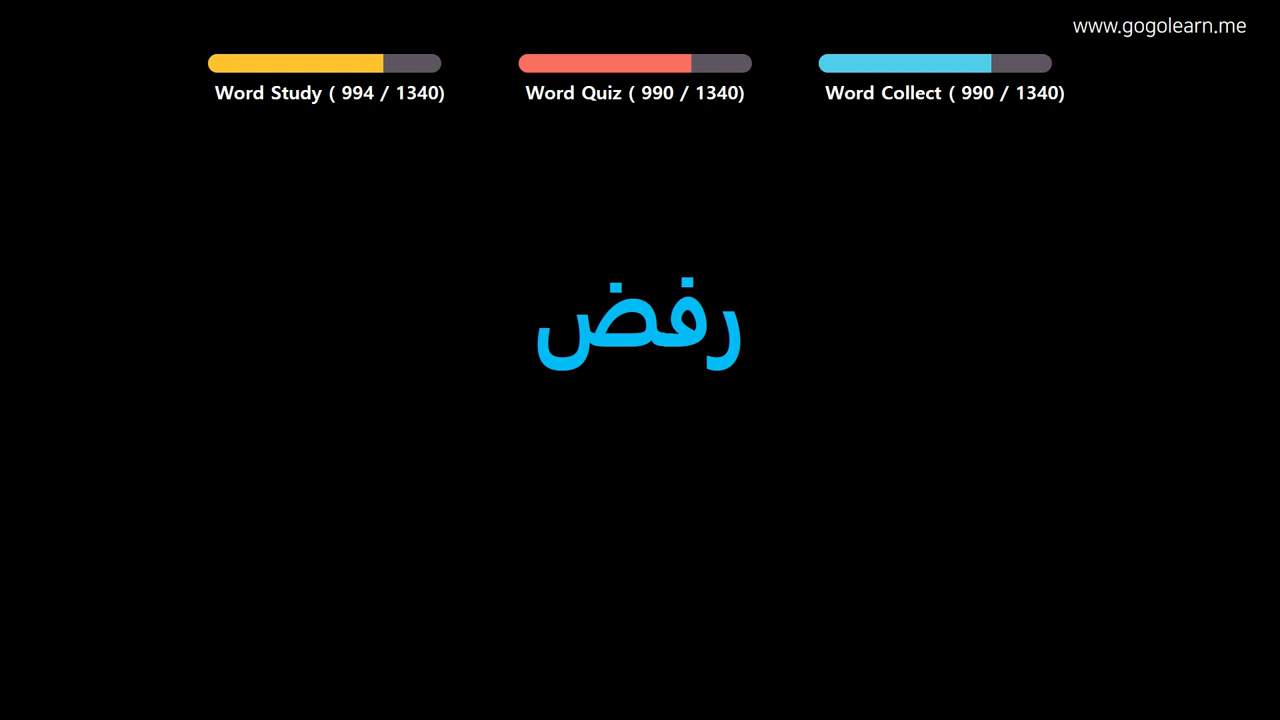 www.gogolearn.me
Word Study ( 994 / 1340)
Word Quiz ( 990 / 1340)
Word Collect ( 990 / 1340)
رفض